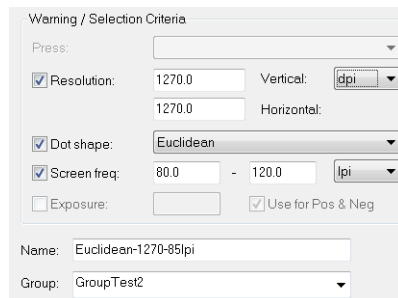 Warning / Selection Criteria
Press:
Resolution: 1270.0 Vertical: dpi
1270.0 Horizontal:
Dot shape: Euclidean
Screen freq: 80.0 - 120.0 lpi
Exposure: Use for Pos & Neg
Name: Euclidean-1270-85lpi
Group: GroupTest2